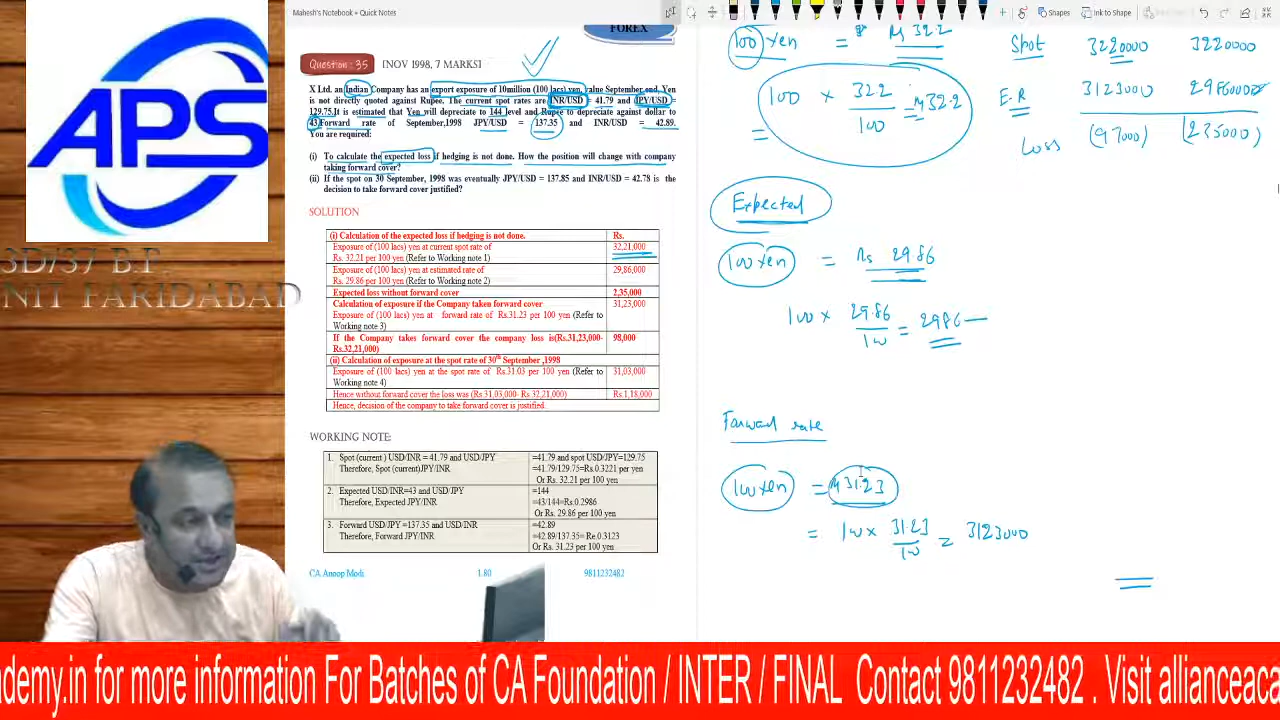 Mahesh's Notebook + Quick Notes
Shapes
Ink to Shape
APS
3D/37 B.P.
NIT FARIDABAD
FOREX
Question : 35
[NOV 1998, 7 MARKS]
X Ltd. an Indian Company has an export exposure of 10million (100 lacs) yen, value September end. Yen
is not directly quoted against Rupee. The current spot rates are INR/USD = 41.79 and JPY/USD =
129.75.It is estimated that Yen will depreciate to 144 level and Rupee to depreciate against dollar to
43.Forward rate of September,1998 JPY/USD = 137.35 and INR/USD = 42.89.
You are required:
(i) To calculate the expected loss if hedging is not done. How the position will change with company
taking forward cover?
(ii) If the spot on 30 September, 1998 was eventually JPY/USD = 137.85 and INR/USD = 42.78 is the
decision to take forward cover justified?
SOLUTION
(i) Calculation of the expected loss if hedging is not done. Rs.
Exposure of (100 lacs) yen at current spot rate of 32,21,000
Rs. 32.21 per 100 yen (Refer to Working note 1)
Exposure of (100 lacs) yen at estimated rate of 29,86,000
Rs. 29.86 per 100 yen (Refer to Working note 2)
Expected loss without forward cover 2,35,000
Calculation of exposure if the Company taken forward cover 31,23,000
Exposure of (100 lacs) yen at forward rate of Rs.31.23 per 100 yen (Refer to
Working note 3)
If the Company takes forward cover the company loss is(Rs.31,23,000- 98,000
Rs.32,21,000)
(ii) Calculation of exposure at the spot rate of 30th September ,1998
Exposure of (100 lacs) yen at the spot rate of Rs.31.03 per 100 yen (Refer to 31,03,000
Working note 4)
Hence without forward cover the loss was (Rs.31,03,000- Rs.32,21,000) Rs.1,18,000
Hence, decision of the company to take forward cover is justified.
WORKING NOTE:
1. Spot (current ) USD/INR = 41.79 and USD/JPY =41.79 and spot USD/JPY=129.75
Therefore, Spot (current)JPY/INR =41.79/129.75=Rs.0.3221 per yen
Or Rs. 32.21 per 100 yen
2. Expected USD/INR=43 and USD/JPY =144
Therefore, Expected JPY/INR =43/144=Rs.0.2986
Or Rs. 29.86 per 100 yen
3. Forward USD/JPY =137.35 and USD/INR =42.89
Therefore, Forward JPY/INR =42.89/137.35= Re.0.3123
Or Rs. 31.23 per 100 yen
CA Anoop Modi 1.80 9811232482
100 Yen = Rs 32.2
= 100 × 32.2 / 100 = Rs 32.2
Spot 3220000 3220000
E.R 3123000
Loss (97000) (235000)
Expected
100 Yen = Rs 29.86
100 × 29.86 / 100 = 2986 —
Forward rate
100 Yen = Rs 31.23
= 100 × 31.23 / 100 = 3123000
ademy.in for more information For Batches of CA Foundation / INTER / FINAL Contact 9811232482 . Visit allianceaca